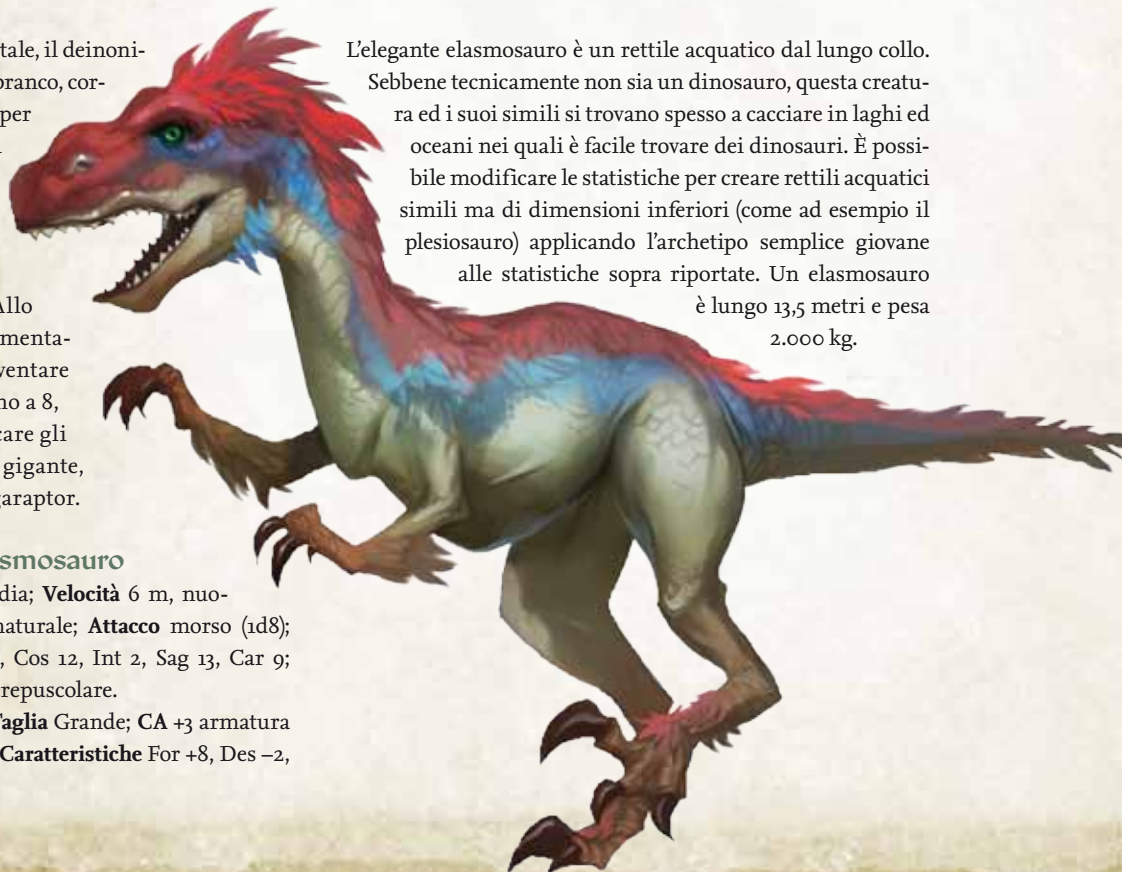 tale, il deinoni-
branco, cor-
per
Allo
menta-
ventare
no a 8,
care gli
gigante,
garaptor.
smosauro
dia; Velocità 6 m, nuo-
naturale; Attacco morso (1d8);
, Cos 12, Int 2, Sag 13, Car 9;
repuscolare.
Taglia Grande; CA +3 armatura
Caratteristiche For +8, Des –2,
L'elegante elasmosauro è un rettile acquatico dal lungo collo.
Sebbene tecnicamente non sia un dinosauro, questa creatu-
ra ed i suoi simili si trovano spesso a cacciare in laghi ed
oceani nei quali è facile trovare dei dinosauri. È possi-
bile modificare le statistiche per creare rettili acquatici
simili ma di dimensioni inferiori (come ad esempio il
plesiosauro) applicando l'archetipo semplice giovane
alle statistiche sopra riportate. Un elasmosauro
è lungo 13,5 metri e pesa
2.000 kg.